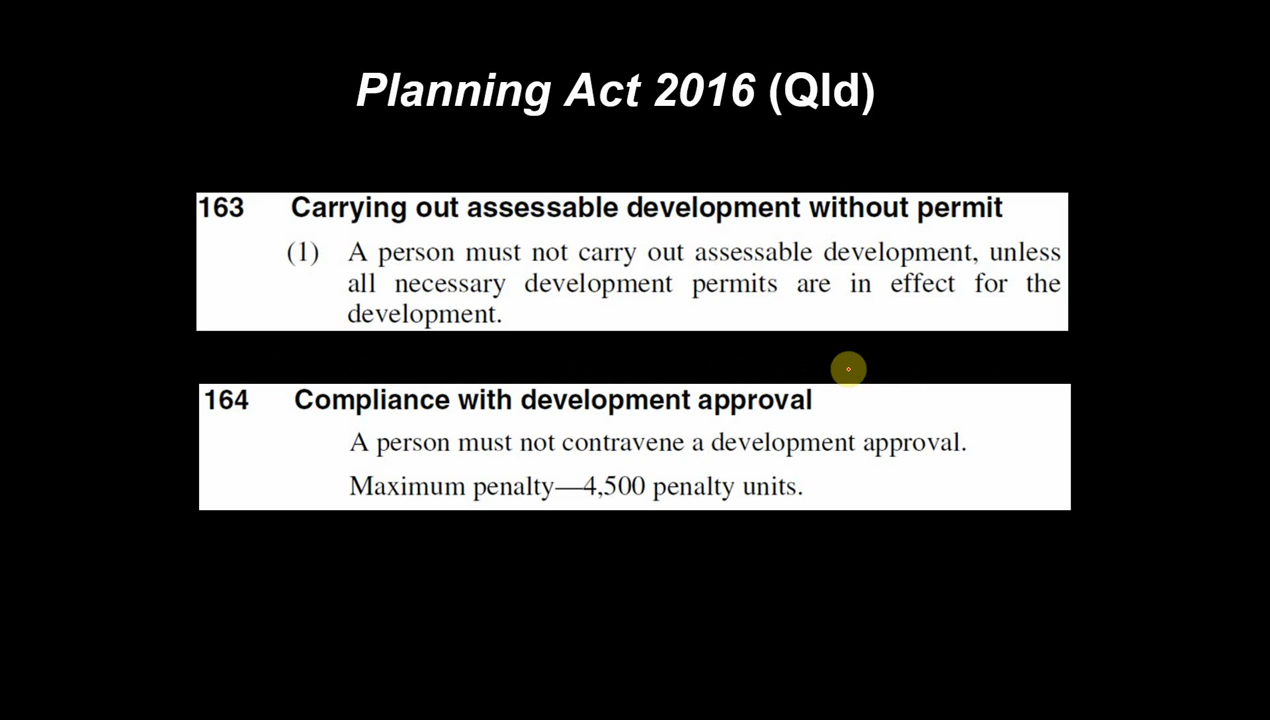 Planning Act 2016 (Qld)
163 Carrying out assessable development without permit
(1) A person must not carry out assessable development, unless
all necessary development permits are in effect for the
development.
164 Compliance with development approval
A person must not contravene a development approval.
Maximum penalty—4,500 penalty units.